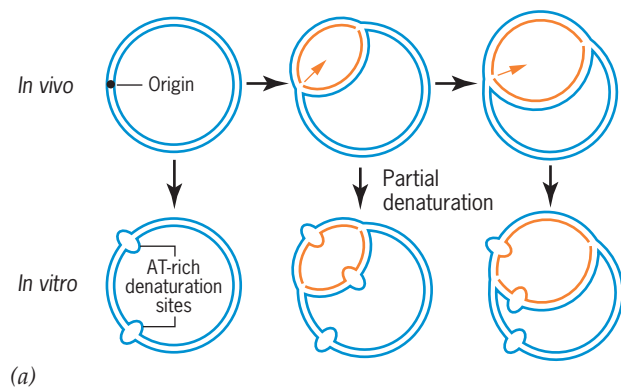 In vivo
Origin
Partial
denaturation
In vitro
AT-rich
denaturation
sites
(a)